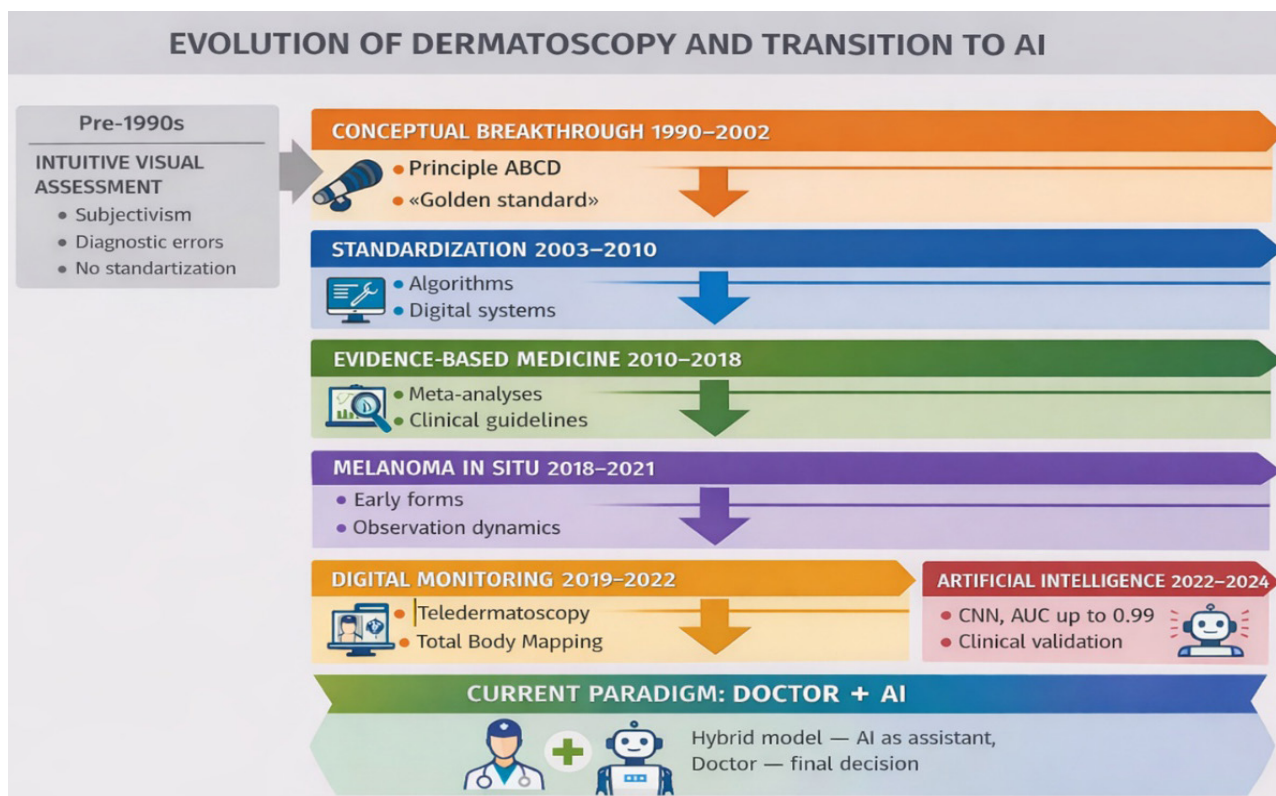 EVOLUTION OF DERMATOSCOPY AND TRANSITION TO AI
Pre-1990s
INTUITIVE VISUAL
ASSESSMENT
• Subjectivism
• Diagnostic errors
• No standartization
CONCEPTUAL BREAKTHROUGH 1990–2002
• Principle ABCD
• «Golden standard»
STANDARDIZATION 2003–2010
• Algorithms
• Digital systems
EVIDENCE-BASED MEDICINE 2010–2018
• Meta-analyses
• Clinical guidelines
MELANOMA IN SITU 2018–2021
• Early forms
• Observation dynamics
DIGITAL MONITORING 2019–2022
• Teledermatoscopy
• Total Body Mapping
ARTIFICIAL INTELLIGENCE 2022–2024
• CNN, AUC up to 0.99
• Clinical validation
CURRENT PARADIGM: DOCTOR + AI
Hybrid model — AI as assistant,
Doctor — final decision